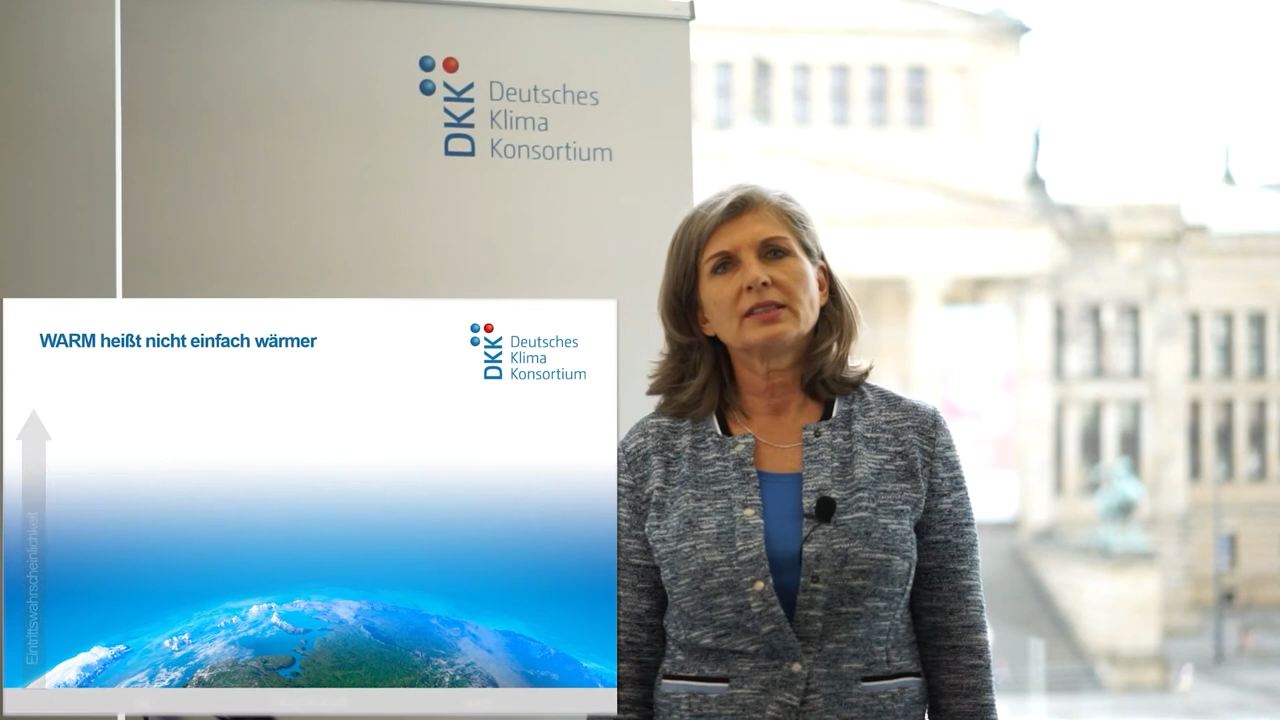 DKK
Deutsches
Klima
Konsortium
WARM heißt nicht einfach wärmer
DKK
Deutsches
Klima
Konsortium
Eintrittswahrscheinlichkeit